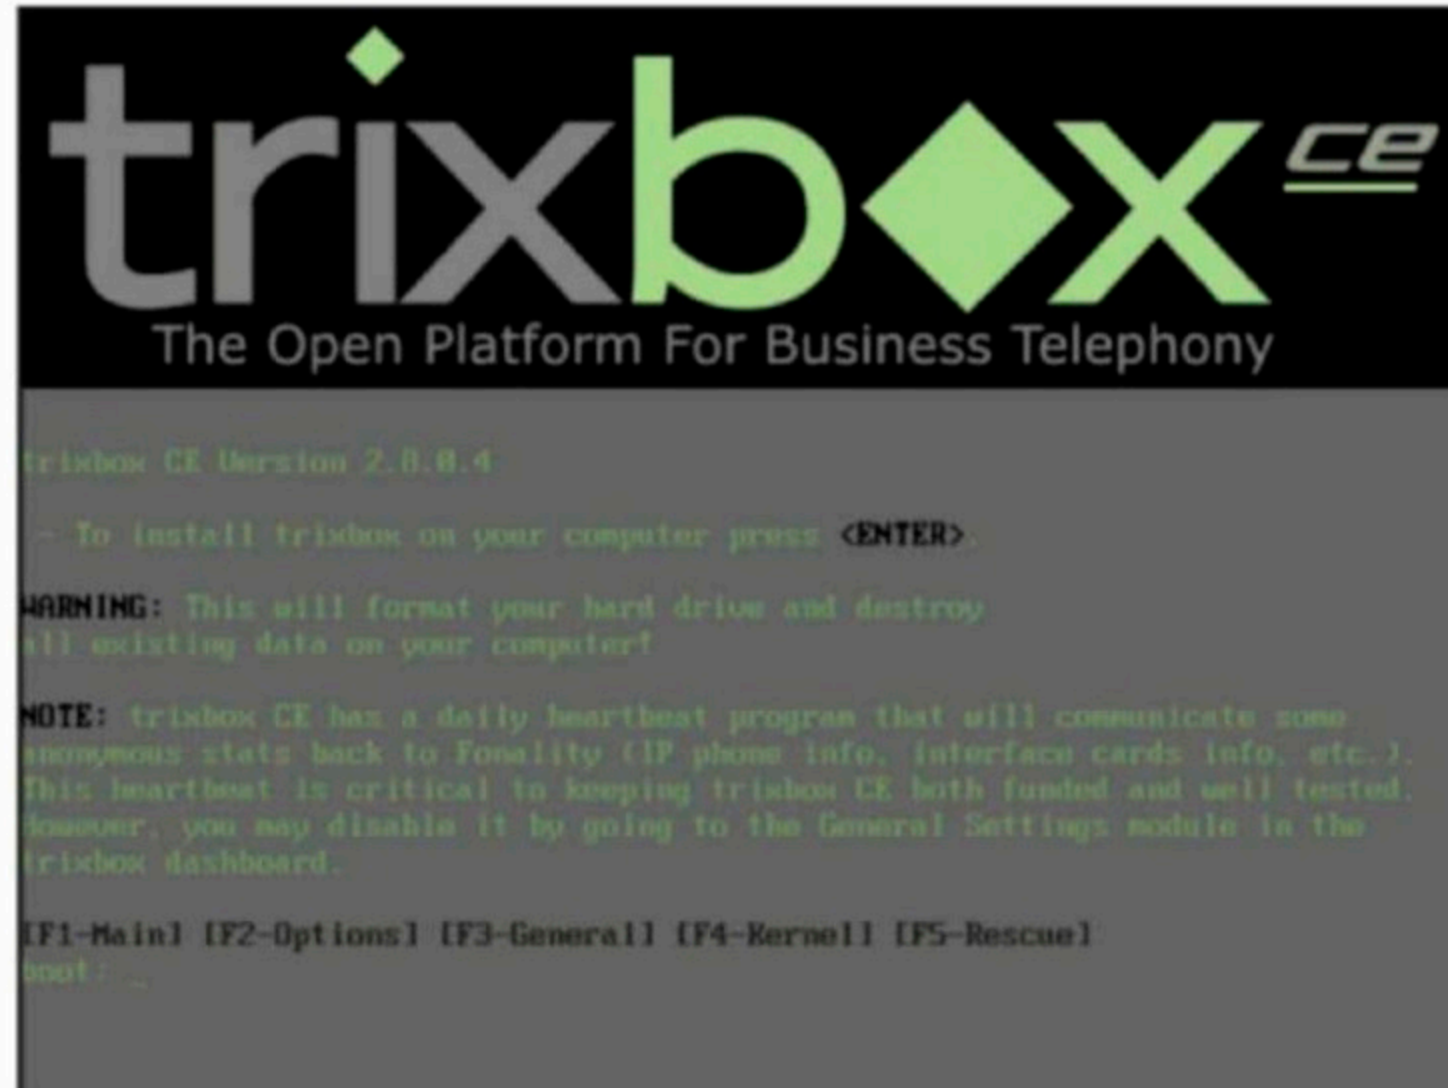 trixbox ce
The Open Platform For Business Telephony
trixbox CE Version 2.8.0.4
- To install trixbox on your computer press <ENTER>.
WARNING: This will format your hard drive and destroy
all existing data on your computer!
NOTE: trixbox CE has a daily heartbeat program that will communicate some
anonymous stats back to Fonality (IP phone info, interface cards info, etc.).
This heartbeat is critical to keeping trixbox CE both funded and well tested.
However, you may disable it by going to the General Settings module in the
trixbox dashboard.
[F1-Main] [F2-Options] [F3-General] [F4-Kernel] [F5-Rescue]
boot: _